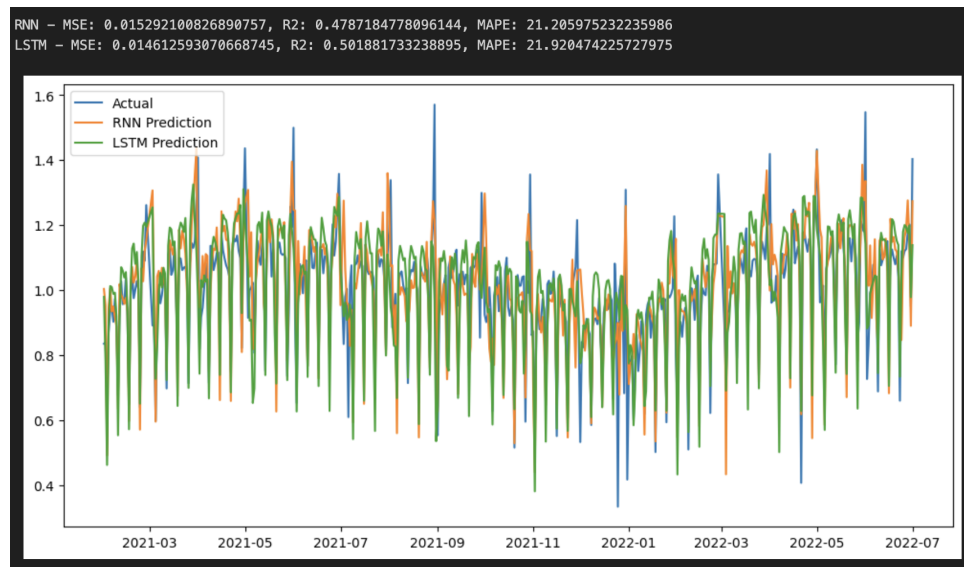 RNN – MSE: 0.015292100826890757, R2: 0.4787184778096144, MAPE: 21.205975232235986
LSTM – MSE: 0.014612593070668745, R2: 0.501881733238895, MAPE: 21.920474225727975
1.6
Actual
RNN Prediction
LSTM Prediction
1.4
1.2
1.0
0.8
0.6
0.4
2021-03 2021-05 2021-07 2021-09 2021-11 2022-01 2022-03 2022-05 2022-07